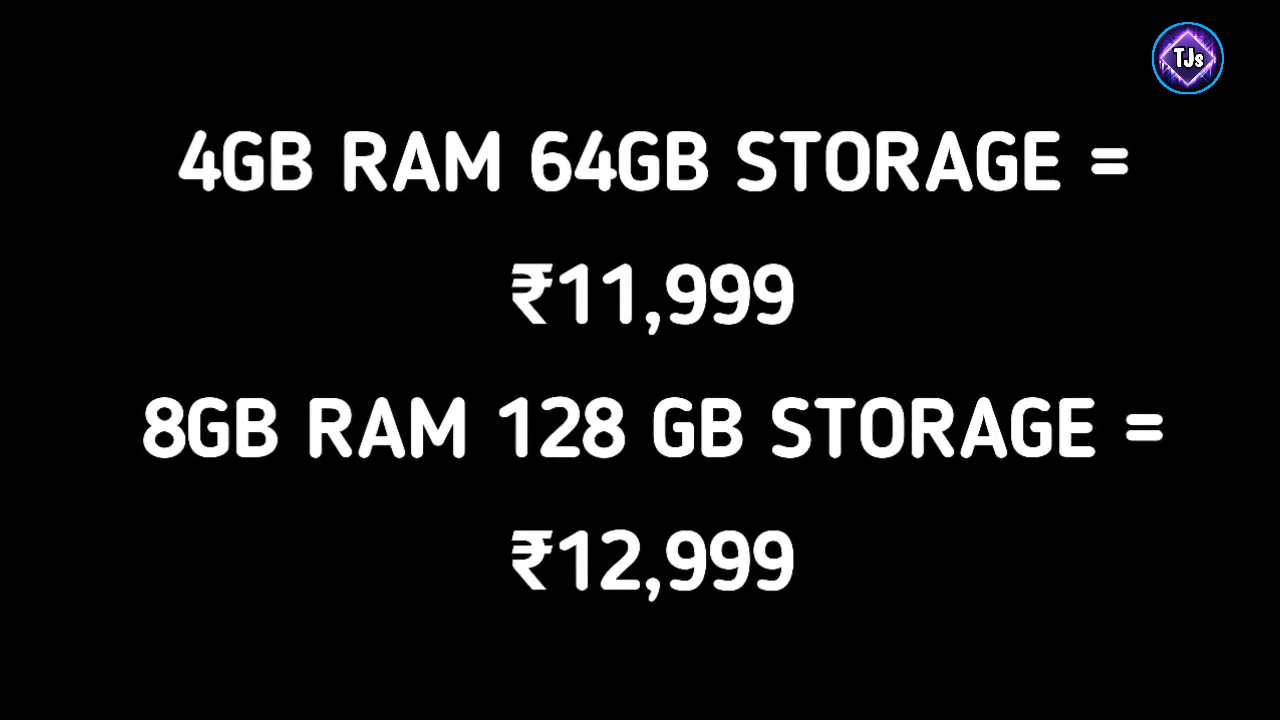 TJs
4GB RAM 64GB STORAGE =
₹11,999
8GB RAM 128 GB STORAGE =
₹12,999